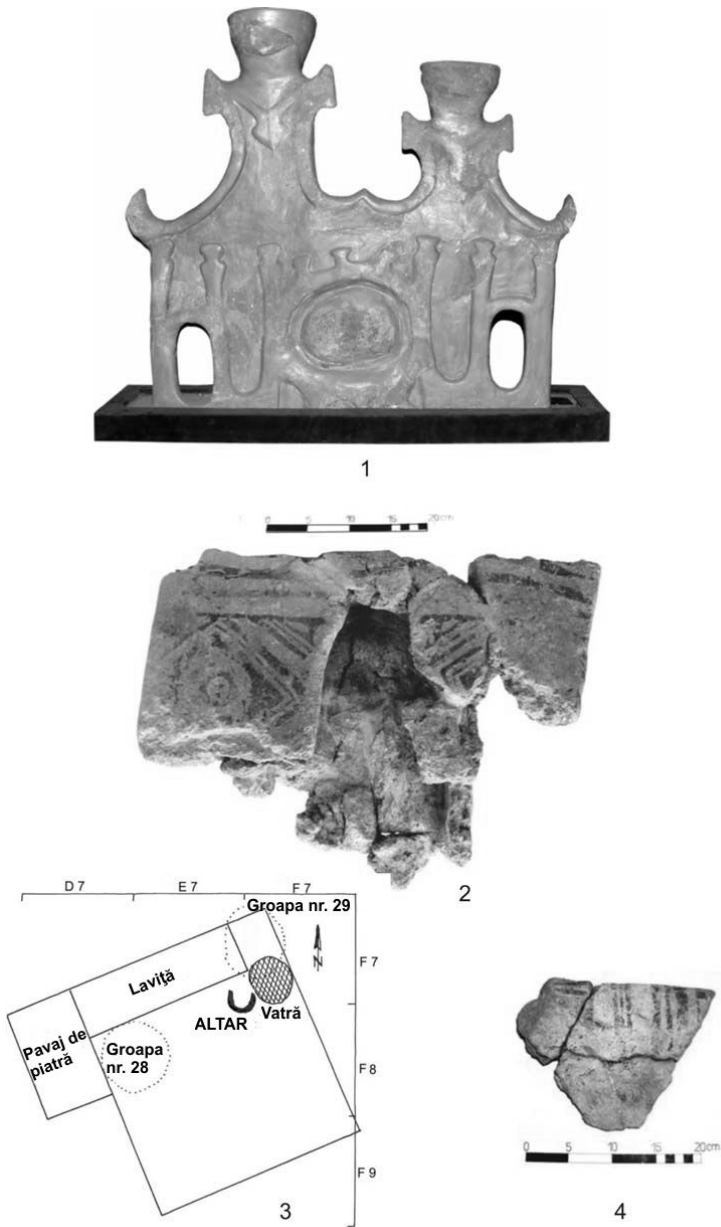 1
0 5 10 15 20cm
2
D 7 E 7 F 7
Groapa nr. 29
N
F 7
Laviţă
Vatră
ALTAR
Pavaj de
piatră
Groapa
nr. 28
F 8
F 9
3
0 5 10 15 20cm
4